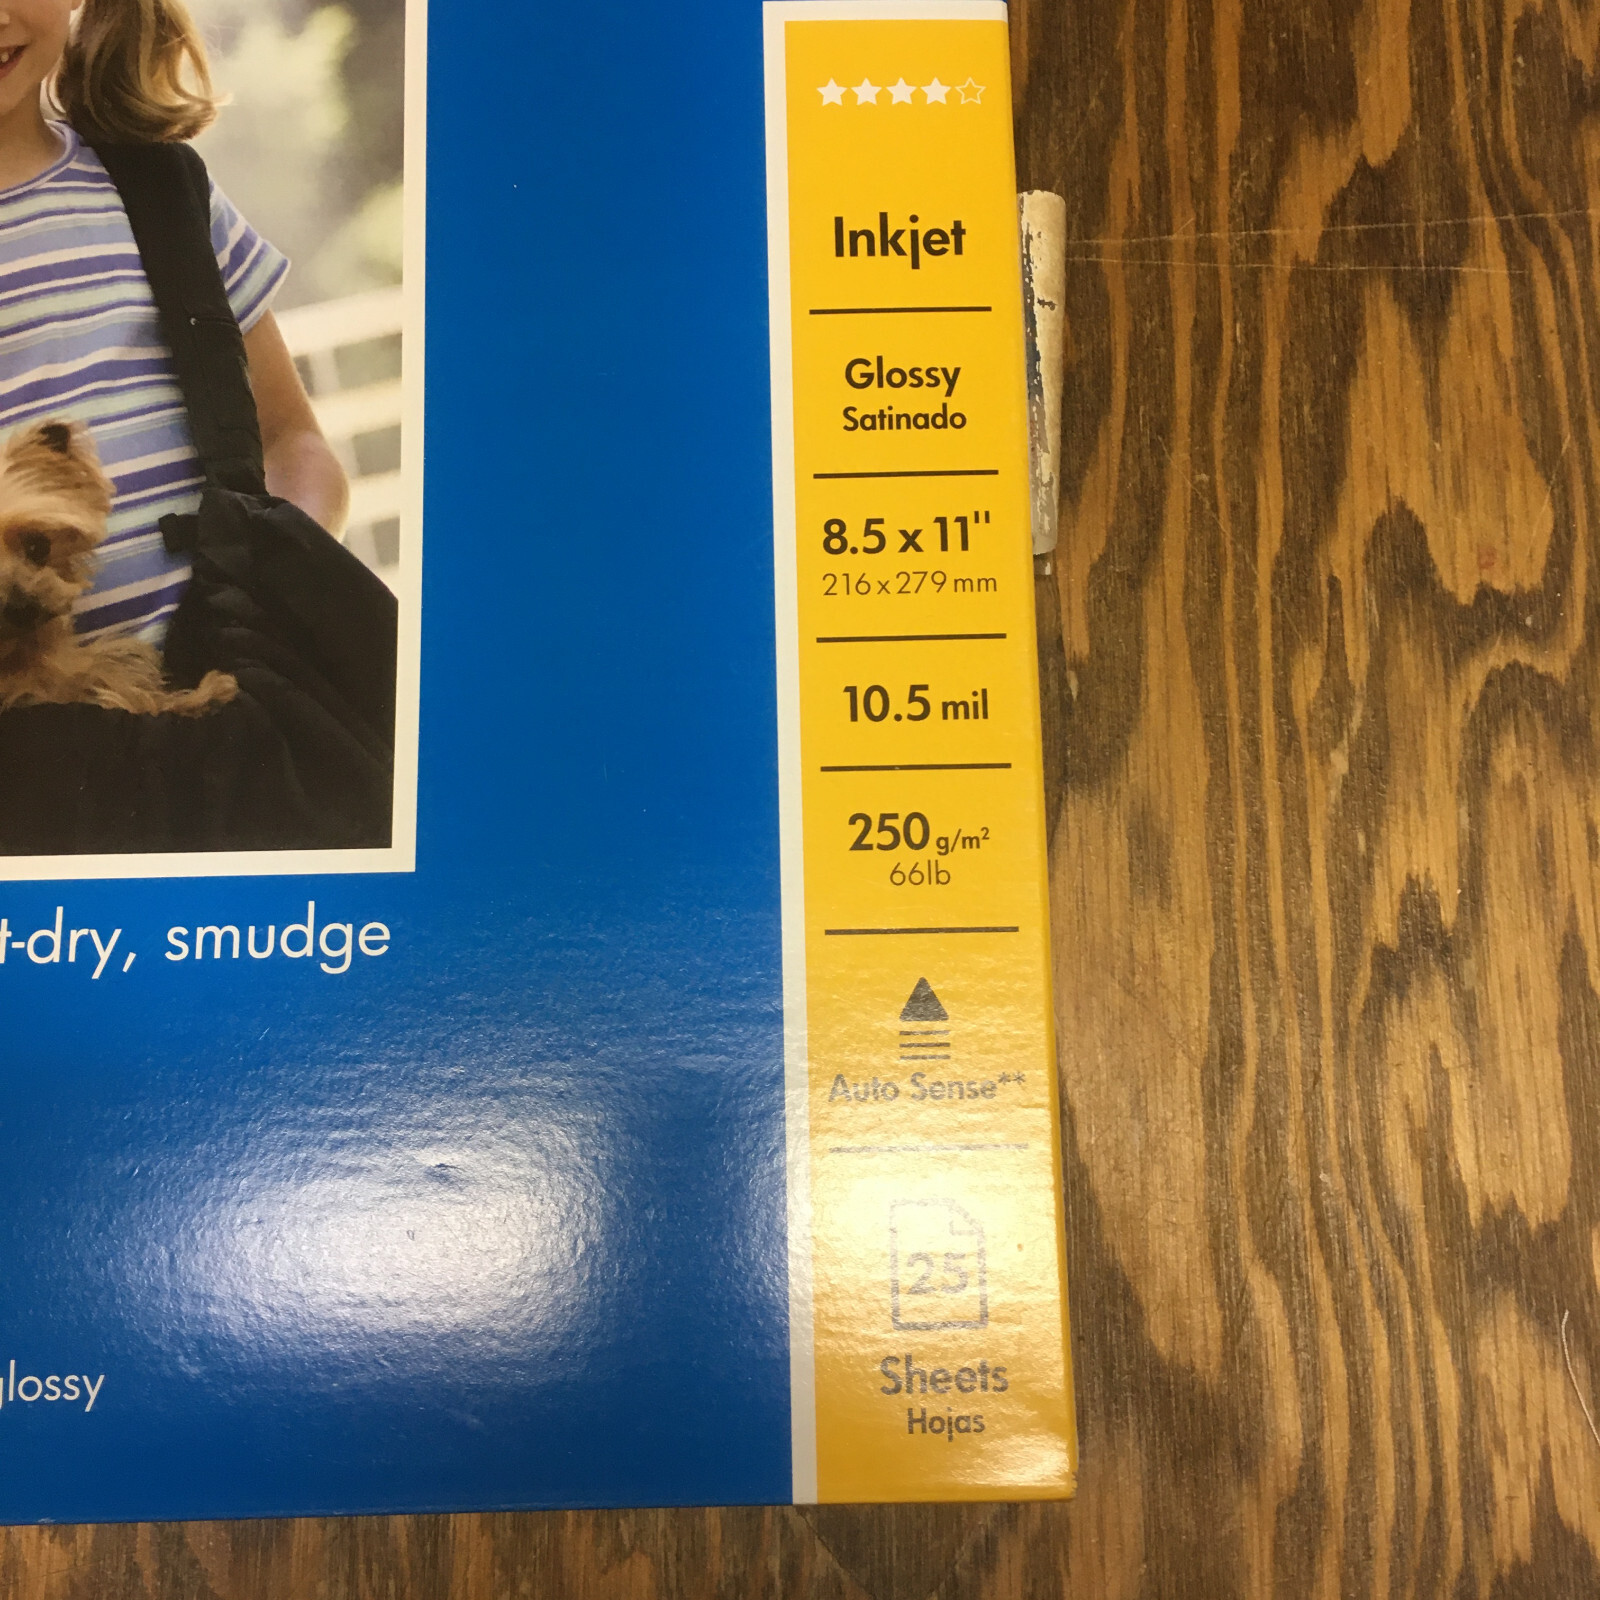 Inkjet
Glossy
Satinado
8.5 x 11"
216 x 279 mm
10.5 mil
250 g/m²
66lb
t-dry, smudge
Auto Sense**
25
Sheets
Hojas
glossy